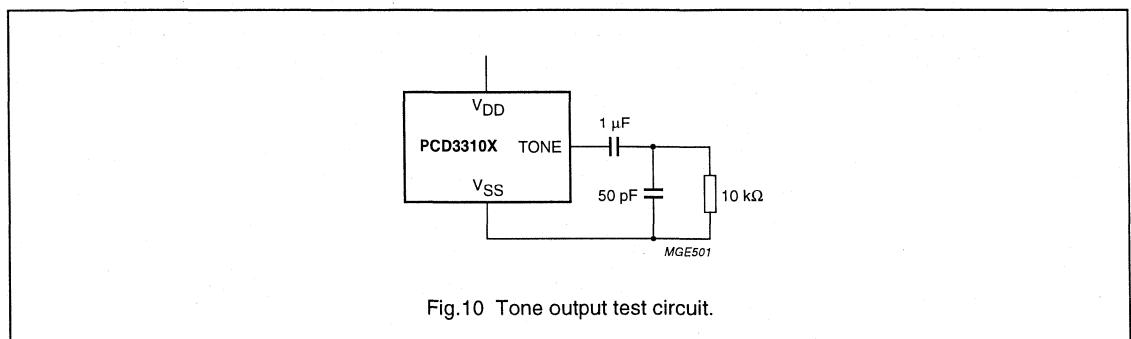 VDD
1 µF
PCD3310X TONE
VSS
50 pF
10 kΩ
MGE501
Fig.10 Tone output test circuit.